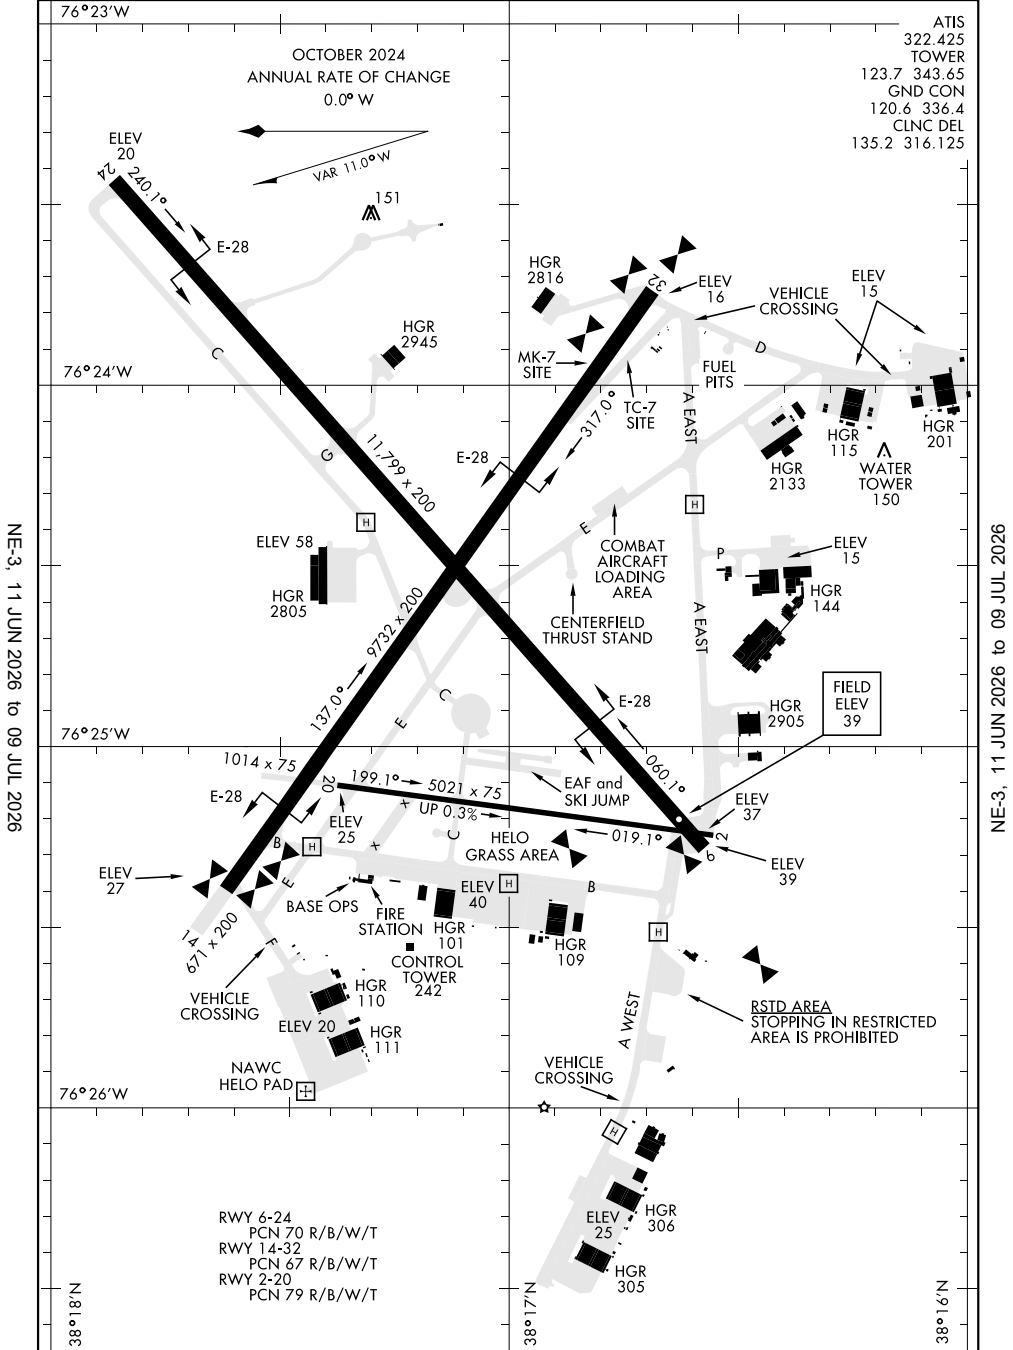 76°23'W
ATIS
322.425
TOWER
123.7 343.65
GND CON
120.6 336.4
CLNC DEL
135.2 316.125
OCTOBER 2024
ANNUAL RATE OF CHANGE
0.0° W
VAR 11.0° W
ELEV
20
24
240.1°
E-28
151
HGR
2816
32
ELEV
16
VEHICLE
CROSSING
ELEV
15
HGR
2945
C
D
MK-7
SITE
FUEL
PITS
76°24'W
TC-7
SITE
317.0°
A EAST
HGR
115
HGR
201
G
11,799 x 200
E-28
HGR
2133
WATER
TOWER
150
H
H
E
ELEV 58
HGR
2805
COMBAT
AIRCRAFT
LOADING
AREA
P
ELEV
15
HGR
144
CENTERFIELD
THRUST STAND
9732 x 200
A EAST
137.0°
C
E
E-28
FIELD
ELEV
39
HGR
2905
76°25'W
1014 x 75
20
199.1°
5021 x 75
UP 0.3%
EAF and
SKI JUMP
060.1°
E-28
ELEV
25
X
C
HELO
GRASS AREA
019.1°
2
ELEV
37
6
ELEV
39
B
H
X
E
ELEV
27
BASE OPS
FIRE
STATION
ELEV
40
H
B
HGR
101
HGR
109
H
14
671 x 200
F
CONTROL
TOWER
242
VEHICLE
CROSSING
HGR
110
ELEV 20
HGR
111
A WEST
RSTD AREA
STOPPING IN RESTRICTED
AREA IS PROHIBITED
NAWC
HELO PAD
H
VEHICLE
CROSSING
76°26'W
H
HGR
306
ELEV
25
HGR
305
RWY 6-24
PCN 70 R/B/W/T
RWY 14-32
PCN 67 R/B/W/T
RWY 2-20
PCN 79 R/B/W/T
38°18'N
38°17'N
38°16'N
NE-3, 11 JUN 2026 to 09 JUL 2026
NE-3, 11 JUN 2026 to 09 JUL 2026